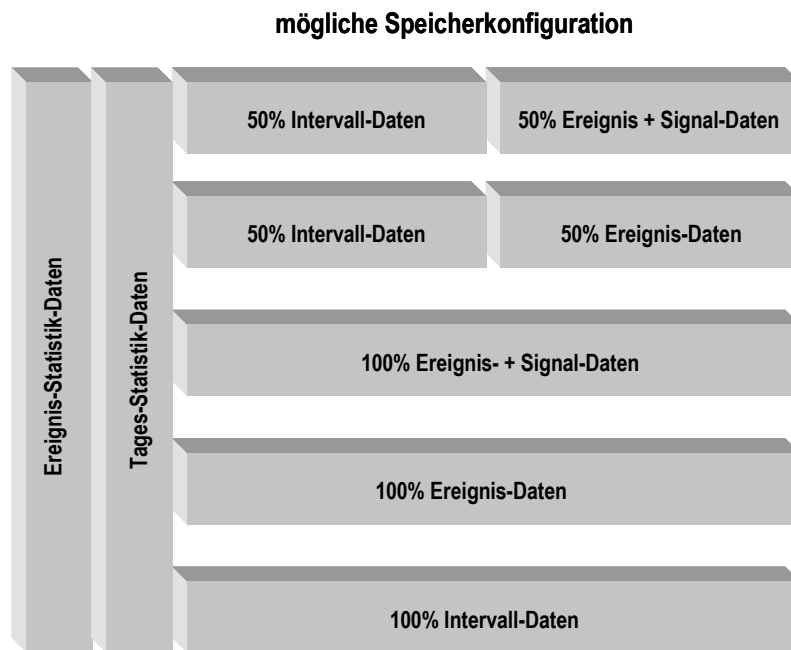 mögliche Speicherkonfiguration
Ereignis-Statistik-Daten
Tages-Statistik-Daten
50% Intervall-Daten
50% Ereignis + Signal-Daten
50% Intervall-Daten
50% Ereignis-Daten
100% Ereignis- + Signal-Daten
100% Ereignis-Daten
100% Intervall-Daten